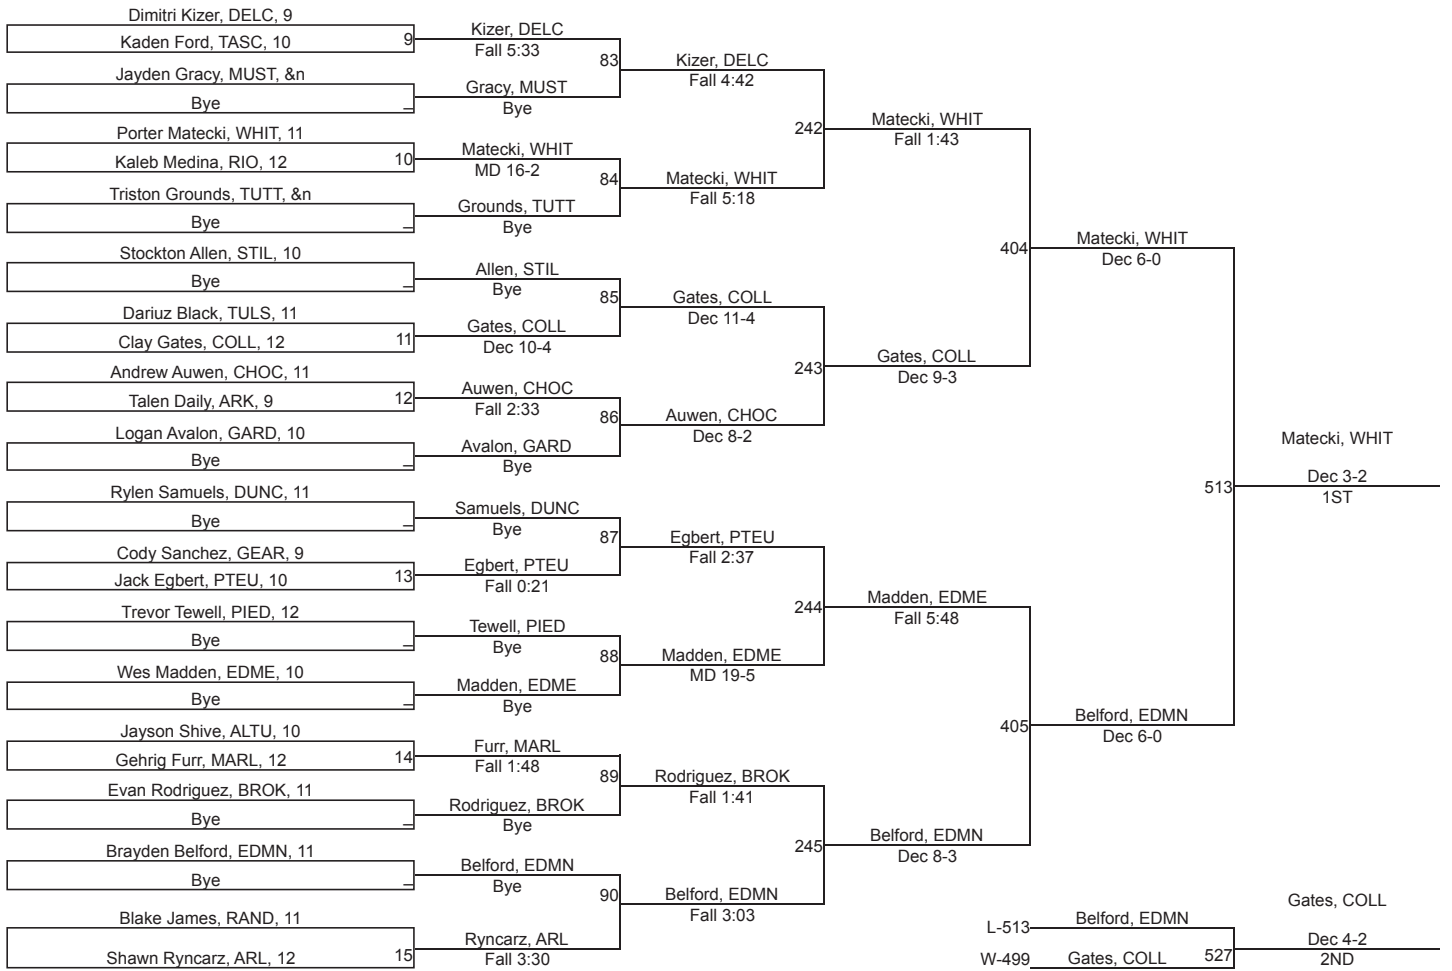 Dimitri Kizer, DELC, 9
Kaden Ford, TASC, 10
9
Jayden Gracy, MUST, &n
Bye
_
Porter Matecki, WHIT, 11
Kaleb Medina, RIO, 12
10
Triston Grounds, TUTT, &n
Bye
_
Stockton Allen, STIL, 10
Bye
_
Dariuz Black, TULS, 11
Clay Gates, COLL, 12
11
Andrew Auwen, CHOC, 11
Talen Daily, ARK, 9
12
Logan Avalon, GARD, 10
Bye
_
Rylen Samuels, DUNC, 11
Bye
_
Cody Sanchez, GEAR, 9
Jack Egbert, PTEU, 10
13
Trevor Tewell, PIED, 12
Bye
_
Wes Madden, EDME, 10
Bye
_
Jayson Shive, ALTU, 10
Gehrig Furr, MARL, 12
14
Evan Rodriguez, BROK, 11
Bye
_
Brayden Belford, EDMN, 11
Bye
_
Blake James, RAND, 11
Shawn Ryncarz, ARL, 12
15
Kizer, DELC
Fall 5:33
83
Gracy, MUST
Bye
Matecki, WHIT
MD 16-2
84
Grounds, TUTT
Bye
Allen, STIL
Bye
85
Gates, COLL
Dec 10-4
Auwen, CHOC
Fall 2:33
86
Avalon, GARD
Bye
Samuels, DUNC
Bye
87
Egbert, PTEU
Fall 0:21
Tewell, PIED
Bye
88
Madden, EDME
Bye
Furr, MARL
Fall 1:48
89
Rodriguez, BROK
Bye
Belford, EDMN
Bye
90
Ryncarz, ARL
Fall 3:30
Kizer, DELC
Fall 4:42
242
Matecki, WHIT
Fall 5:18
Gates, COLL
Dec 11-4
243
Auwen, CHOC
Dec 8-2
Egbert, PTEU
Fall 2:37
244
Madden, EDME
MD 19-5
Rodriguez, BROK
Fall 1:41
245
Belford, EDMN
Fall 3:03
Matecki, WHIT
Fall 1:43
404
Gates, COLL
Dec 9-3
Madden, EDME
Fall 5:48
405
Belford, EDMN
Dec 8-3
Matecki, WHIT
Dec 6-0
513
Belford, EDMN
Dec 6-0
Matecki, WHIT
Dec 3-2
1ST
L-513
Belford, EDMN
W-499
Gates, COLL
527
Gates, COLL
Dec 4-2
2ND